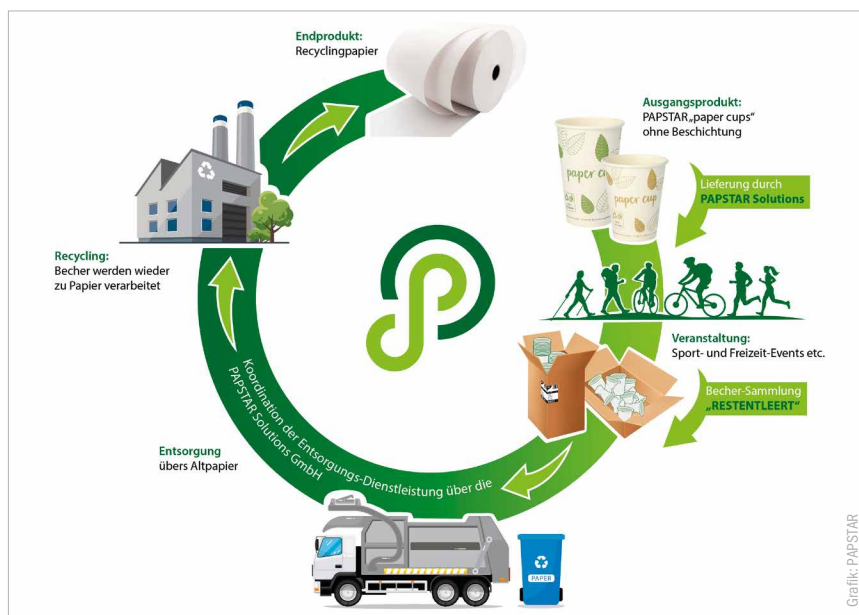 Endprodukt:
Recyclingpapier
Ausgangsprodukt:
PAPSTAR „paper cups“
ohne Beschichtung
paper cup
Lieferung durch
PAPSTAR Solutions
Veranstaltung:
Sport- und Freizeit-Events etc.
Becher-Sammlung
„RESTENTLEERT“
Koordination der Entsorgungs-Dienstleistung über die
PAPSTAR Solutions GmbH
PAPER
Entsorgung
übers Altpapier
Recycling:
Becher werden wieder
zu Papier verarbeitet
Grafik: PAPSTAR